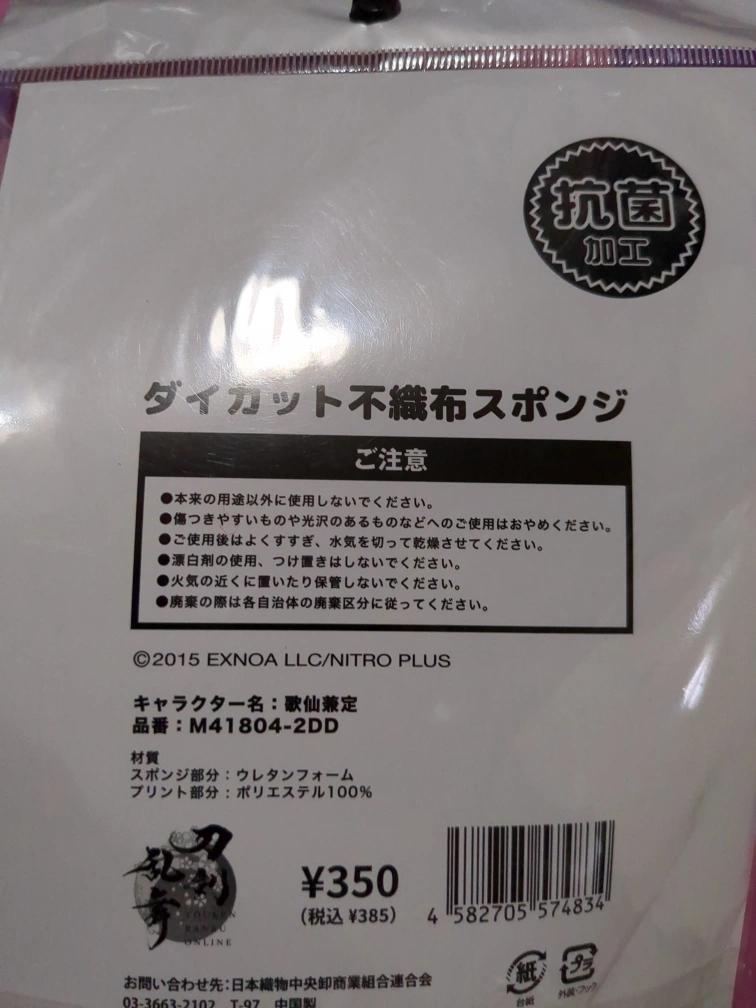 抗菌
加工
ダイカット不織布スポンジ
ご注意
●本来の用途以外に使用しないでください。
●傷つきやすいものや光沢のあるものなどへのご使用はおやめください。
●ご使用後はよくすすぎ、水気を切って乾燥させてください。
●漂白剤の使用、つけ置きはしないでください。
●火気の近くに置いたり保管しないでください。
●廃棄の際は各自治体の廃棄区分に従ってください。
©2015 EXNOA LLC/NITRO PLUS
キャラクター名：歌仙兼定
品番：M41804-2DD
材質
スポンジ部分：ウレタンフォーム
プリント部分：ポリエステル100%
刀剣乱舞
TOUKEN
RANBU
ONLINE
¥350
（税込 ¥385）
4 582705 574834
紙
台紙
プラ
外装・フック
お問い合わせ先：日本織物中央卸商業組合連合会
03-3663-2102 T-97 中国製